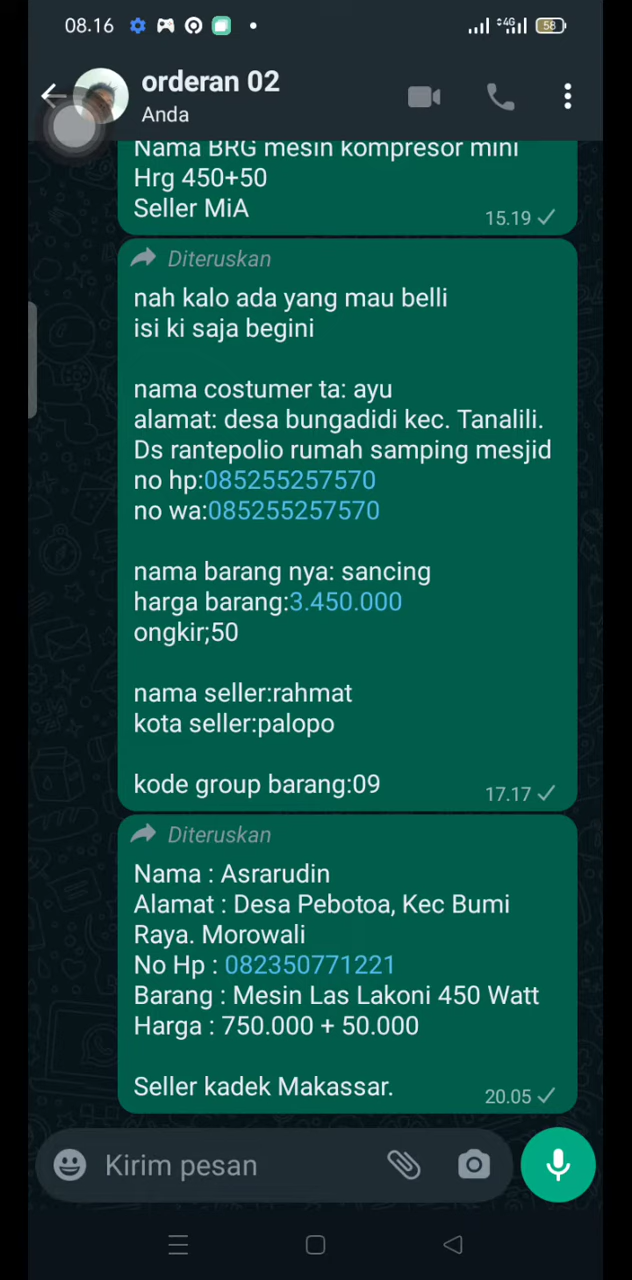 08.16
4G
58
orderan 02
Anda
Nama BRG mesin kompresor mini
Hrg 450+50
Seller MiA
15.19
Diteruskan
nah kalo ada yang mau belli
isi ki saja begini
nama costumer ta: ayu
alamat: desa bungadidi kec. Tanalili.
Ds rantepolio rumah samping mesjid
no hp:085255257570
no wa:085255257570
nama barang nya: sancing
harga barang:3.450.000
ongkir;50
nama seller:rahmat
kota seller:palopo
kode group barang:09
17.17
Diteruskan
Nama : Asrarudin
Alamat : Desa Pebotoa, Kec Bumi
Raya. Morowali
No Hp : 082350771221
Barang : Mesin Las Lakoni 450 Watt
Harga : 750.000 + 50.000
Seller kadek Makassar.
20.05
Kirim pesan